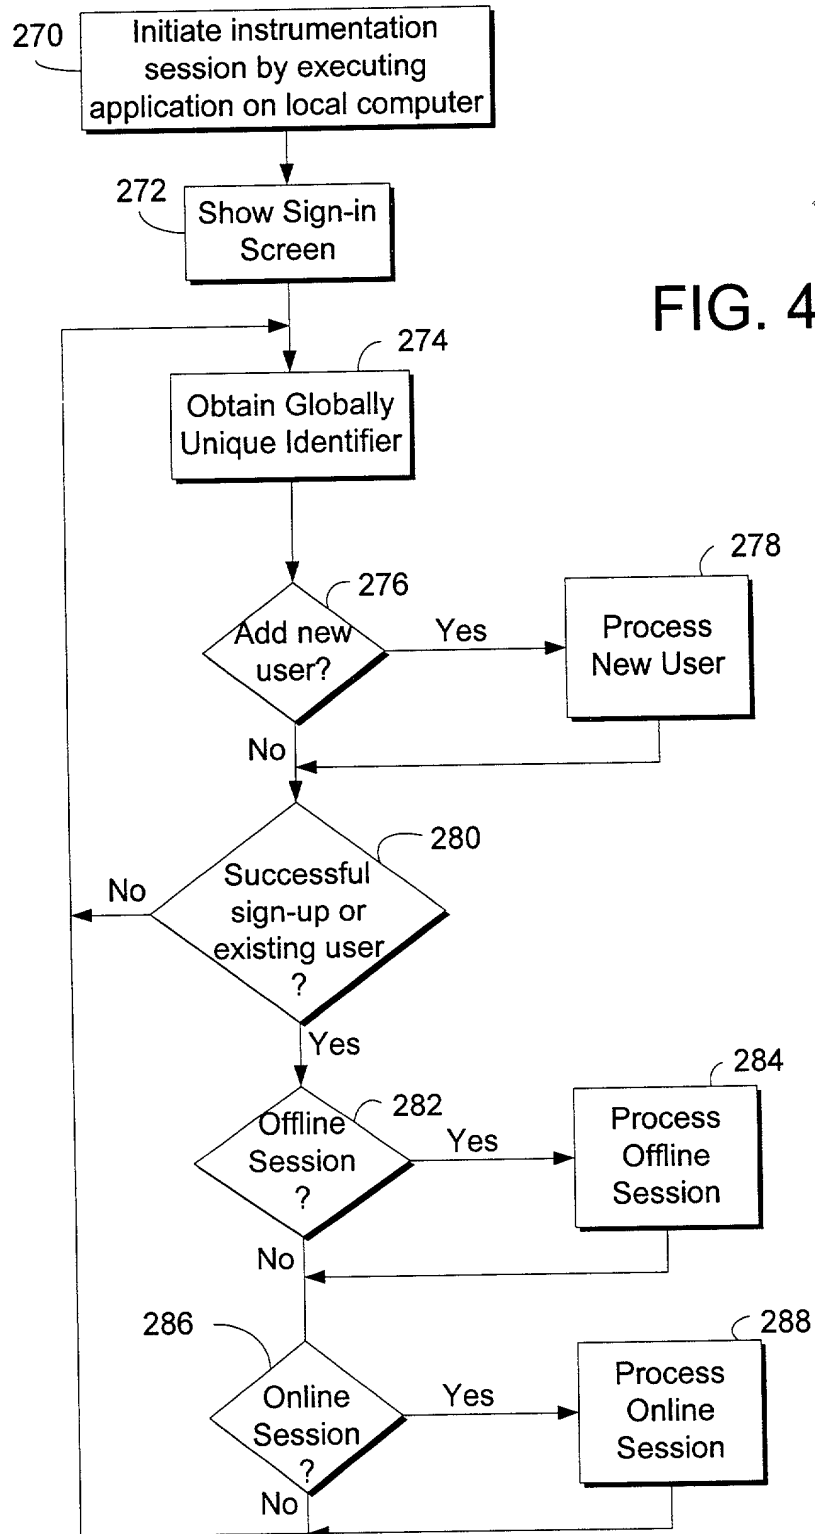 270
Initiate instrumentation
session by executing
application on local computer
272
Show Sign-in
Screen
FIG. 4
274
Obtain Globally
Unique Identifier
276
Add new
user?
Yes
278
Process
New User
No
280
Successful
sign-up or
existing user
?
No
Yes
282
Offline
Session
?
Yes
284
Process
Offline
Session
No
286
Online
Session
?
Yes
288
Process
Online
Session
No